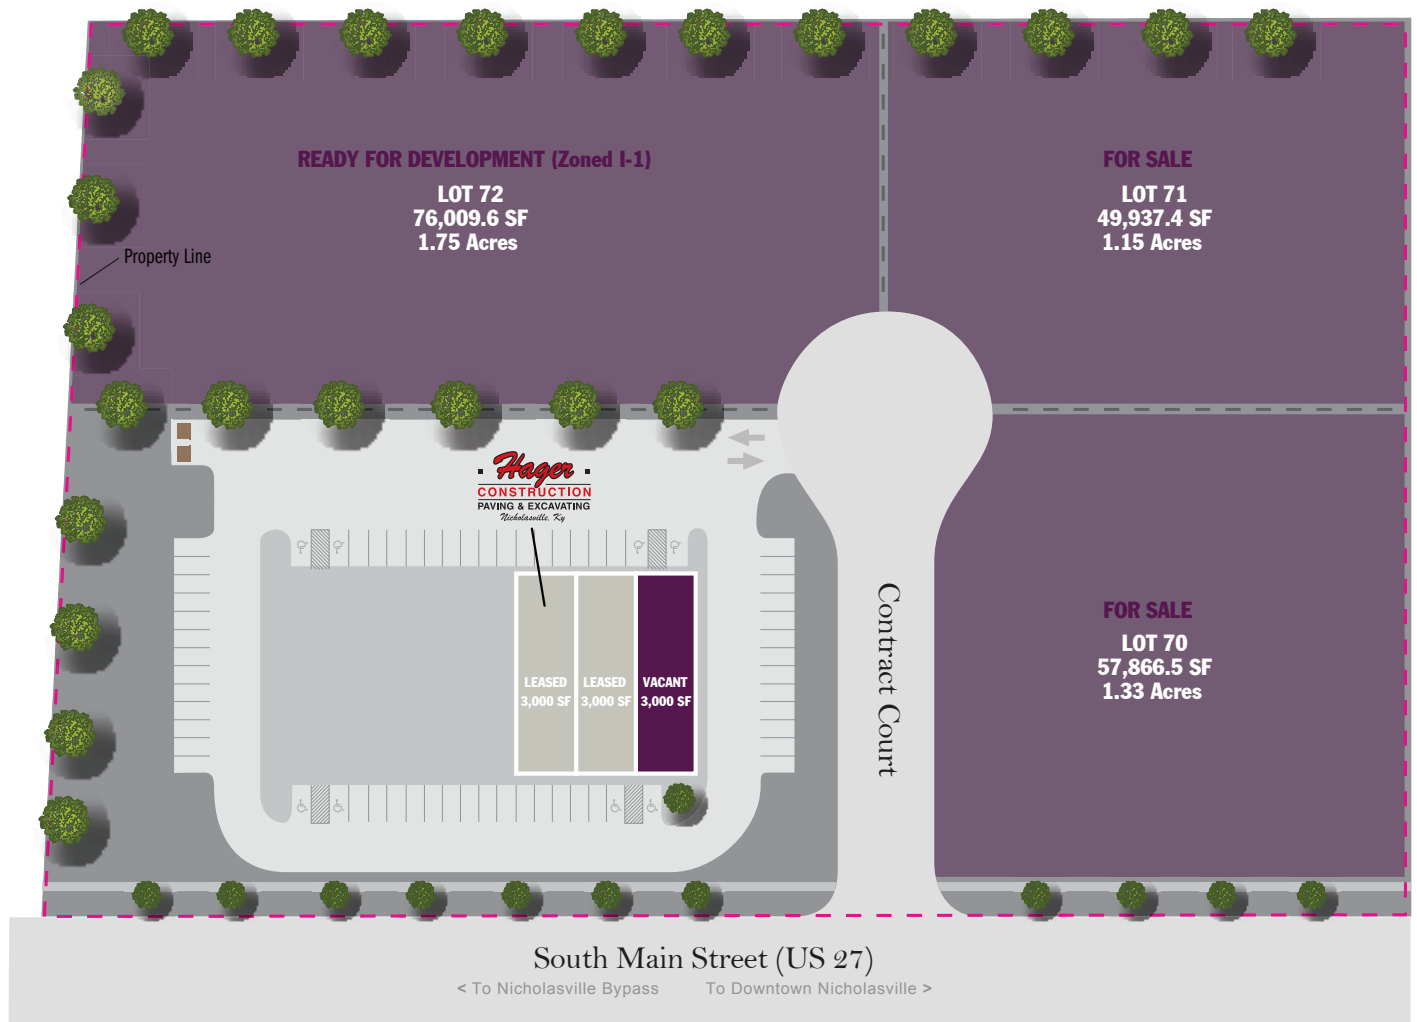 READY FOR DEVELOPMENT (Zoned I-1)
LOT 72
76,009.6 SF
1.75 Acres
FOR SALE
LOT 71
49,937.4 SF
1.15 Acres
Property Line
Hager
CONSTRUCTION
PAVING & EXCAVATING
Nicholasville, Ky
LEASED
3,000 SF
LEASED
3,000 SF
VACANT
3,000 SF
Contract Court
FOR SALE
LOT 70
57,866.5 SF
1.33 Acres
South Main Street (US 27)
< To Nicholasville Bypass
To Downtown Nicholasville >